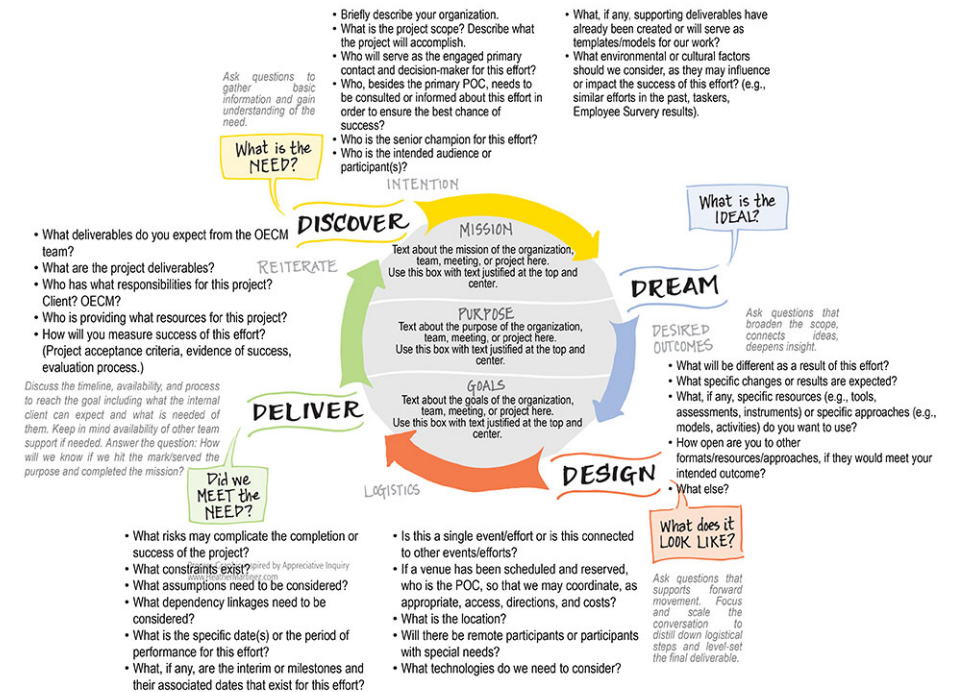 • Briefly describe your organization.
• What is the project scope? Describe what
the project will accomplish.
• Who will serve as the engaged primary
contact and decision-maker for this effort?
• Who, besides the primary POC, needs to
be consulted or informed about this effort in
order to ensure the best chance of
success?
• Who is the senior champion for this effort?
• Who is the intended audience or
participant(s)?
• What, if any, supporting deliverables have
already been created or will serve as
templates/models for our work?
• What environmental or cultural factors
should we consider, as they may influence
or impact the success of this effort? (e.g.,
similar efforts in the past, taskers,
Employee Survery results).
Ask questions to
gather basic
information and gain
understanding of the
need.
What is the
NEED?
INTENTION
DISCOVER
What is the
IDEAL?
DREAM
MISSION
Text about the mission of the organization,
team, meeting, or project here.
Use this box with text justified at the top and
center.
PURPOSE
Text about the purpose of the organization,
team, meeting, or project here.
Use this box with text justified at the top and
center.
GOALS
Text about the goals of the organization,
team, meeting, or project here.
Use this box with text justified at the top and
center.
• What deliverables do you expect from the OECM
team?
• What are the project deliverables?
• Who has what responsibilities for this project?
Client? OECM?
• Who is providing what resources for this project?
• How will you measure success of this effort?
(Project acceptance criteria, evidence of success,
evaluation process.)
REITERATE
Discuss the timeline, availability, and process
to reach the goal including what the internal
client can expect and what is needed of
them. Keep in mind availability of other team
support if needed. Answer the question: How
will we know if we hit the mark/served the
purpose and completed the mission?
DELIVER
Did we
MEET the
NEED?
DESIRED
OUTCOMES
Ask questions that
broaden the scope,
connects ideas,
deepens insight.
• What will be different as a result of this effort?
• What specific changes or results are expected?
• What, if any, specific resources (e.g., tools,
assessments, instruments) or specific approaches (e.g.,
models, activities) do you want to use?
• How open are you to other
formats/resources/approaches, if they would meet your
intended outcome?
• What else?
DESIGN
LOGISTICS
What does it
LOOK LIKE?
Ask questions that
supports forward
movement. Focus
and scale the
conversation to
distill down logistical
steps and level-set
the final deliverable.
• What risks may complicate the completion or
success of the project?
• What constraints exist?
inspired by Appreciative Inquiry
www.HeatherMartinez.com
• What assumptions need to be considered?
• What dependency linkages need to be
considered?
• What is the specific date(s) or the period of
performance for this effort?
• What, if any, are the interim or milestones and
their associated dates that exist for this effort?
• Is this a single event/effort or is this connected
to other events/efforts?
• If a venue has been scheduled and reserved,
who is the POC, so that we may coordinate, as
appropriate, access, directions, and costs?
• What is the location?
• Will there be remote participants or participants
with special needs?
• What technologies do we need to consider?